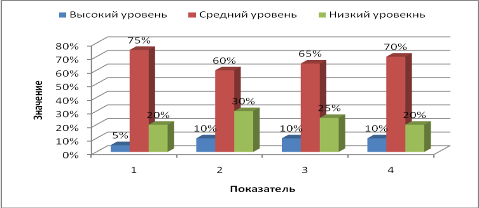 Высокий уровень Средний уровень Низкий уровекнь
80%
70%
60%
50%
40%
30%
20%
10%
0%
Значение
5% 75% 20%
10% 60% 30%
10% 65% 25%
10% 70% 20%
1 2 3 4
Показатель